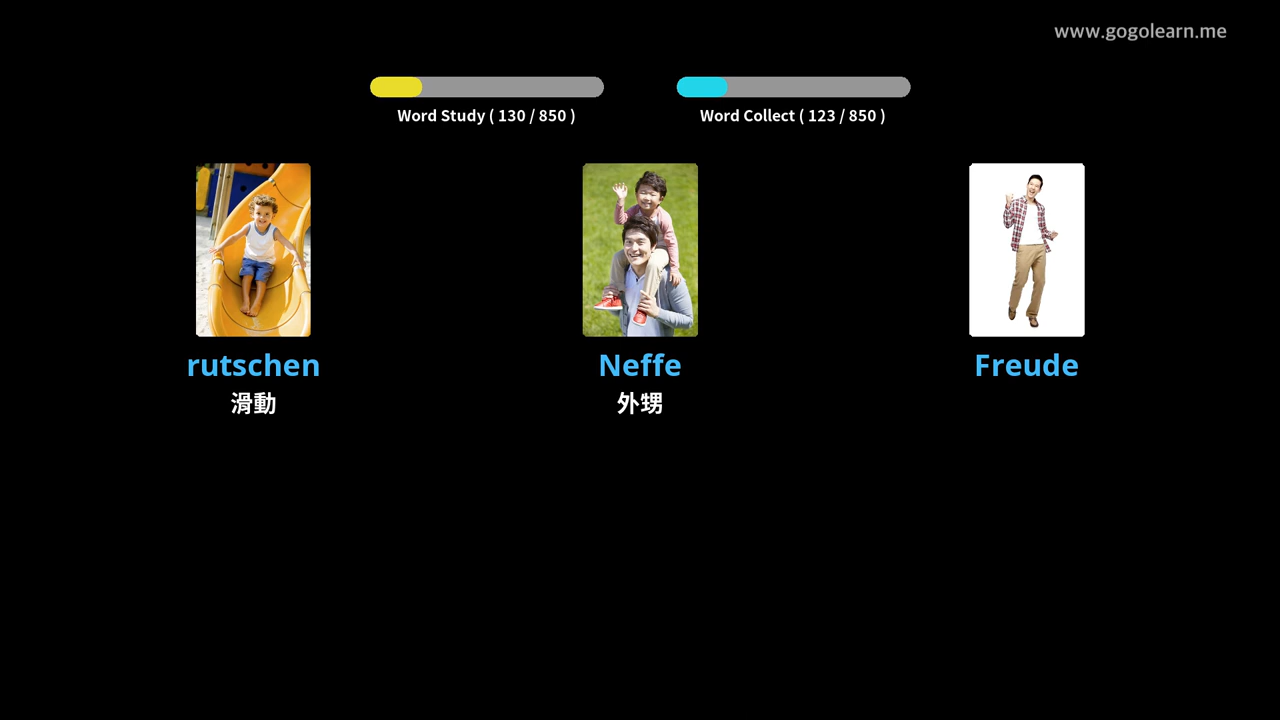 www.gogolearn.me
Word Study ( 130 / 850 )
Word Collect ( 123 / 850 )
rutschen
滑動
Neffe
外甥
Freude